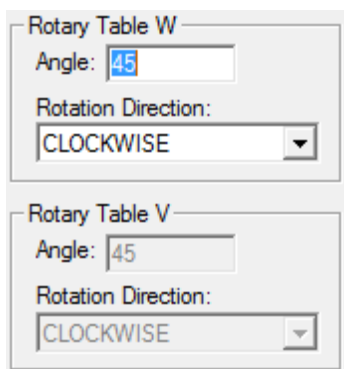 Rotary Table W
Angle: 45
Rotation Direction:
CLOCKWISE
Rotary Table V
Angle: 45
Rotation Direction:
CLOCKWISE